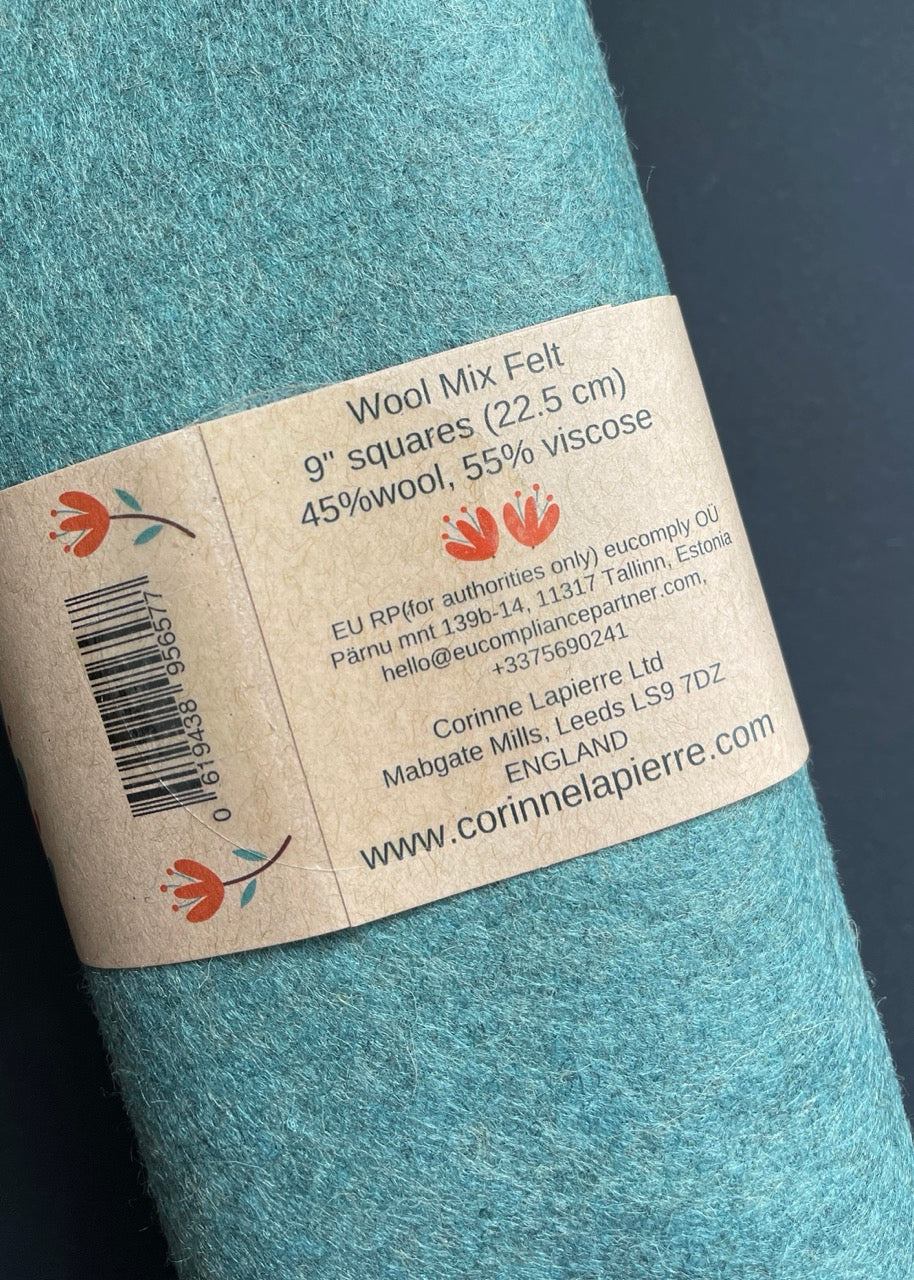 Wool Mix Felt
9" squares (22.5 cm)
45%wool, 55% viscose
EU RP(for authorities only) eucomply OÜ
Pärnu mnt 139b-14, 11317 Tallinn, Estonia
hello@eucompliancepartner.com,
+3375690241
Corinne Lapierre Ltd
Mabgate Mills, Leeds LS9 7DZ
ENGLAND
www.corinnelapierre.com
0 619438 956577